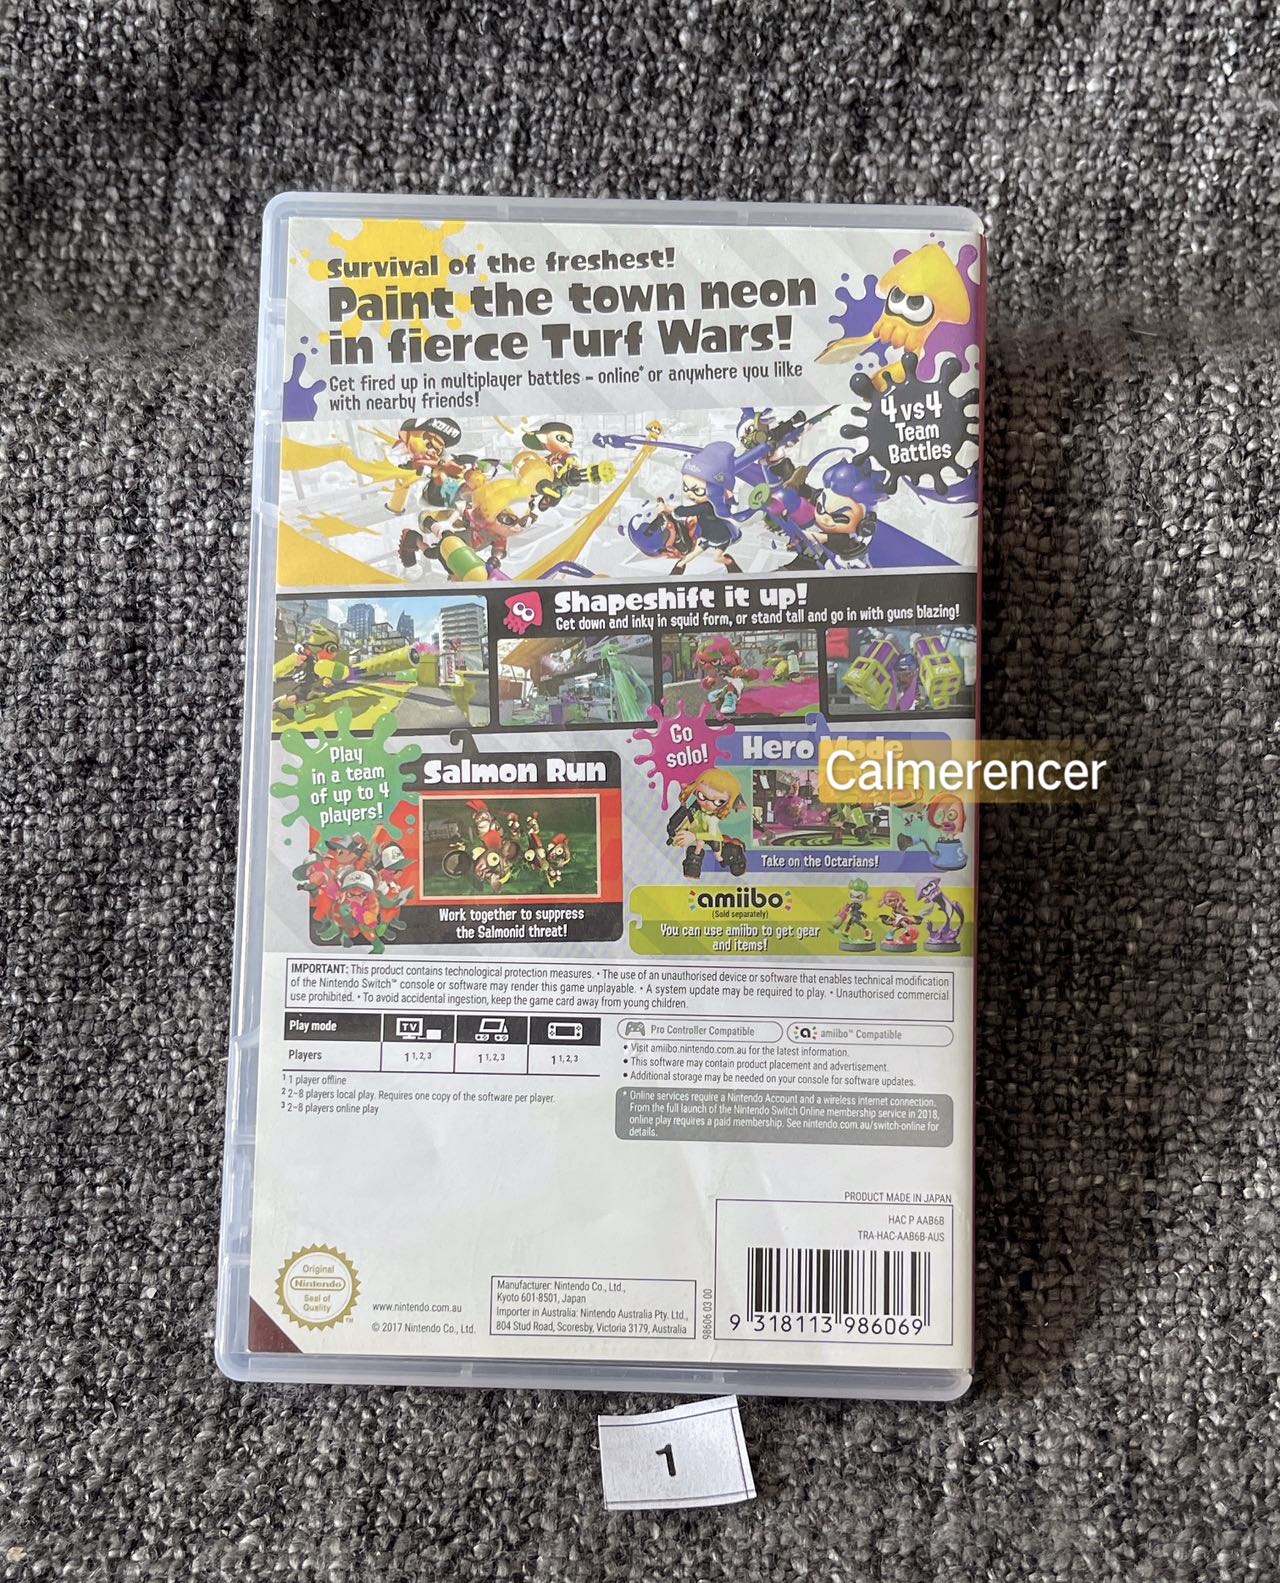 Survival of the freshest!
Paint the town neon
in fierce Turf Wars!
Get fired up in multiplayer battles – online* or anywhere you lilke
with nearby friends!
4 vs 4
Team
Battles
Shapeshift it up!
Get down and inky in squid form, or stand tall and go in with guns blazing!
Play
in a team
of up to 4
players!
Salmon Run
Work together to suppress
the Salmonid threat!
Go
solo!
Hero Mode
Calmerencer
Take on the Octarians!
amiibo
(Sold separately)
You can use amiibo to get gear
and items!
IMPORTANT: This product contains technological protection measures. • The use of an unauthorised device or software that enables technical modification
of the Nintendo Switch™ console or software may render this game unplayable. • A system update may be required to play. • Unauthorised commercial
use prohibited. • To avoid accidental ingestion, keep the game card away from young children.
Play mode TV
Players 1 1, 2, 3 1 1, 2, 3 1 1, 2, 3
1 1 player offline
2 2–8 players local play. Requires one copy of the software per player.
3 2–8 players online play
Pro Controller Compatible
amiibo™ Compatible
• Visit amiibo.nintendo.com.au for the latest information.
• This software may contain product placement and advertisement.
• Additional storage may be needed on your console for software updates.
* Online services require a Nintendo Account and a wireless internet connection.
From the full launch of the Nintendo Switch Online membership service in 2018,
online play requires a paid membership. See nintendo.com.au/switch-online for
details.
PRODUCT MADE IN JAPAN
HAC P AAB6B
TRA-HAC-AAB6B-AUS
9 318113 986069
98606 03 00
Original
Nintendo
Seal of
Quality
TM
www.nintendo.com.au
© 2017 Nintendo Co., Ltd.
Manufacturer: Nintendo Co., Ltd.,
Kyoto 601-8501, Japan
Importer in Australia: Nintendo Australia Pty. Ltd.,
804 Stud Road, Scoresby, Victoria 3179, Australia
1